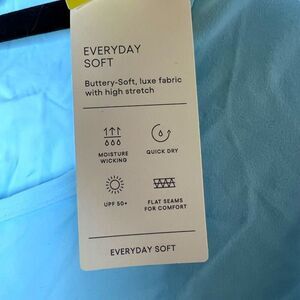 EVERYDAY
SOFT
Buttery-Soft, luxe fabric
with high stretch
MOISTURE
WICKING
QUICK DRY
UPF 50+
FLAT SEAMS
FOR COMFORT
EVERYDAY SOFT